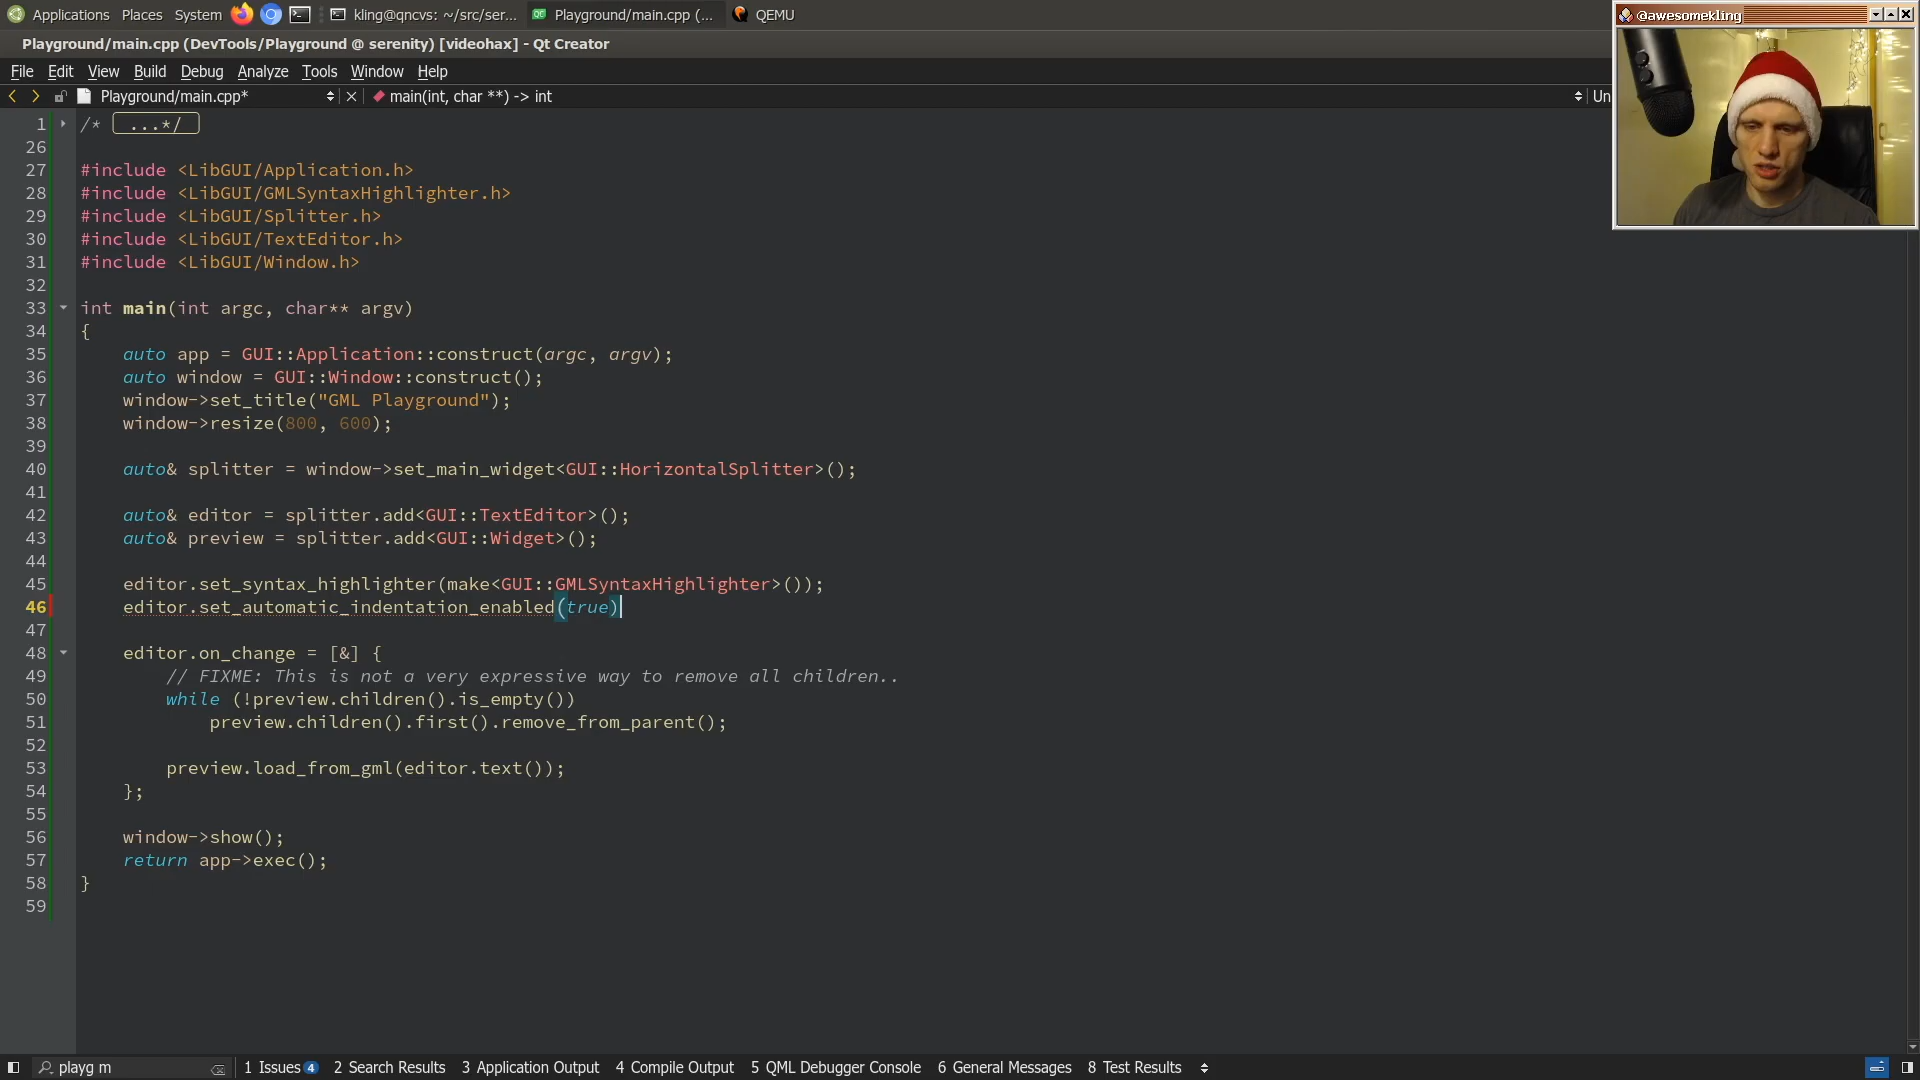 Applications Places System kling@qncvs: ~/src/ser... Playground/main.cpp (... QEMU
@awesomekling
Playground/main.cpp (DevTools/Playground @ serenity) [videohax] - Qt Creator
File Edit View Build Debug Analyze Tools Window Help
Playground/main.cpp* main(int, char **) -> int Un
1 /* ...*/
26
27 #include <LibGUI/Application.h>
28 #include <LibGUI/GMLSyntaxHighlighter.h>
29 #include <LibGUI/Splitter.h>
30 #include <LibGUI/TextEditor.h>
31 #include <LibGUI/Window.h>
32
33 int main(int argc, char** argv)
34 {
35 auto app = GUI::Application::construct(argc, argv);
36 auto window = GUI::Window::construct();
37 window->set_title("GML Playground");
38 window->resize(800, 600);
39
40 auto& splitter = window->set_main_widget<GUI::HorizontalSplitter>();
41
42 auto& editor = splitter.add<GUI::TextEditor>();
43 auto& preview = splitter.add<GUI::Widget>();
44
45 editor.set_syntax_highlighter(make<GUI::GMLSyntaxHighlighter>());
46 editor.set_automatic_indentation_enabled(true)
47
48 editor.on_change = [&] {
49 // FIXME: This is not a very expressive way to remove all children..
50 while (!preview.children().is_empty())
51 preview.children().first().remove_from_parent();
52
53 preview.load_from_gml(editor.text());
54 };
55
56 window->show();
57 return app->exec();
58 }
59
playg m 1 Issues 4 2 Search Results 3 Application Output 4 Compile Output 5 QML Debugger Console 6 General Messages 8 Test Results